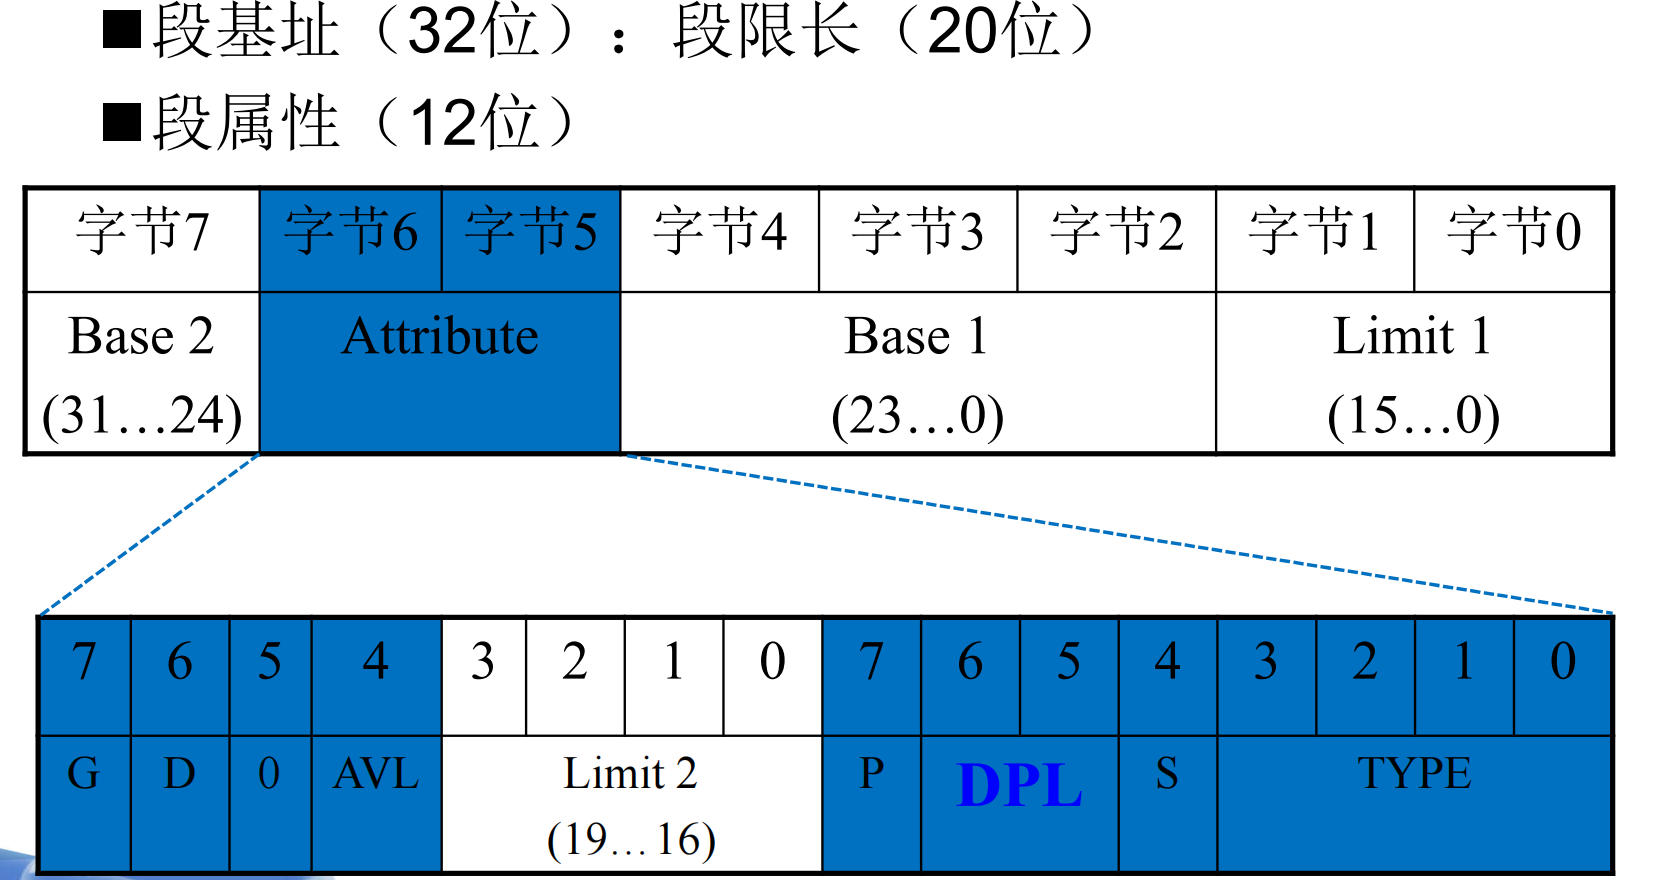 ■段基址（32位）：段限长（20位）
■段属性（12位）
字节7 字节6 字节5 字节4 字节3 字节2 字节1 字节0
Base 2 Attribute Base 1 Limit 1
(31…24) (23…0) (15…0)
7 6 5 4 3 2 1 0 7 6 5 4 3 2 1 0
G D 0 AVL Limit 2 P DPL S TYPE
(19…16)